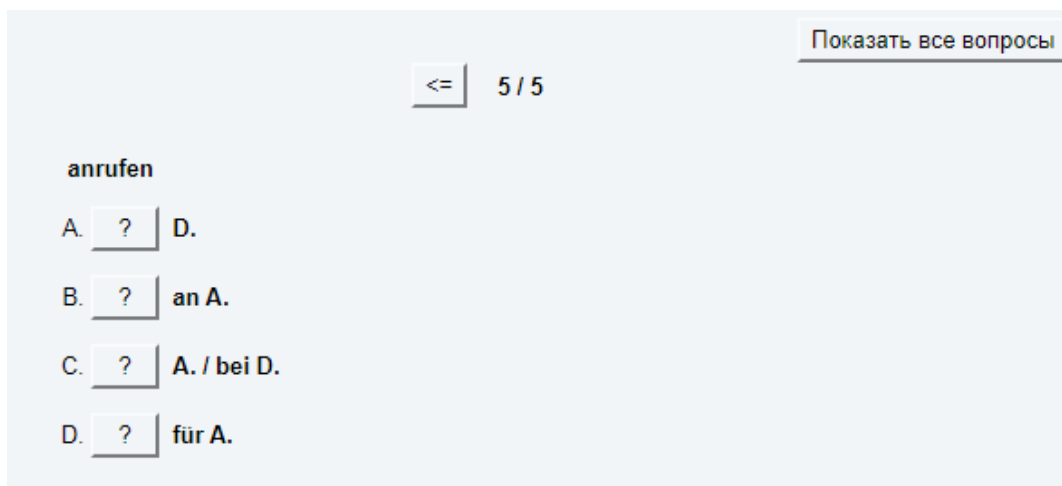 Показать все вопросы
<= 5 / 5
anrufen
A. ? D.
B. ? an A.
C. ? A. / bei D.
D. ? für A.